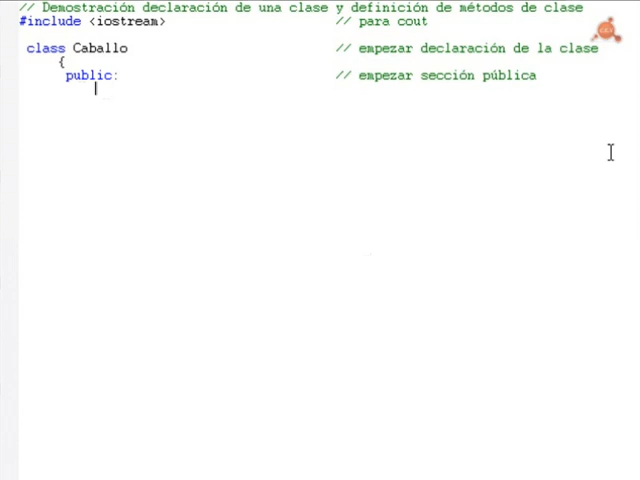 // Demostración declaración de una clase y definición de métodos de clase
#include <iostream> // para cout
class Caballo // empezar declaración de la clase
{
public: // empezar sección pública